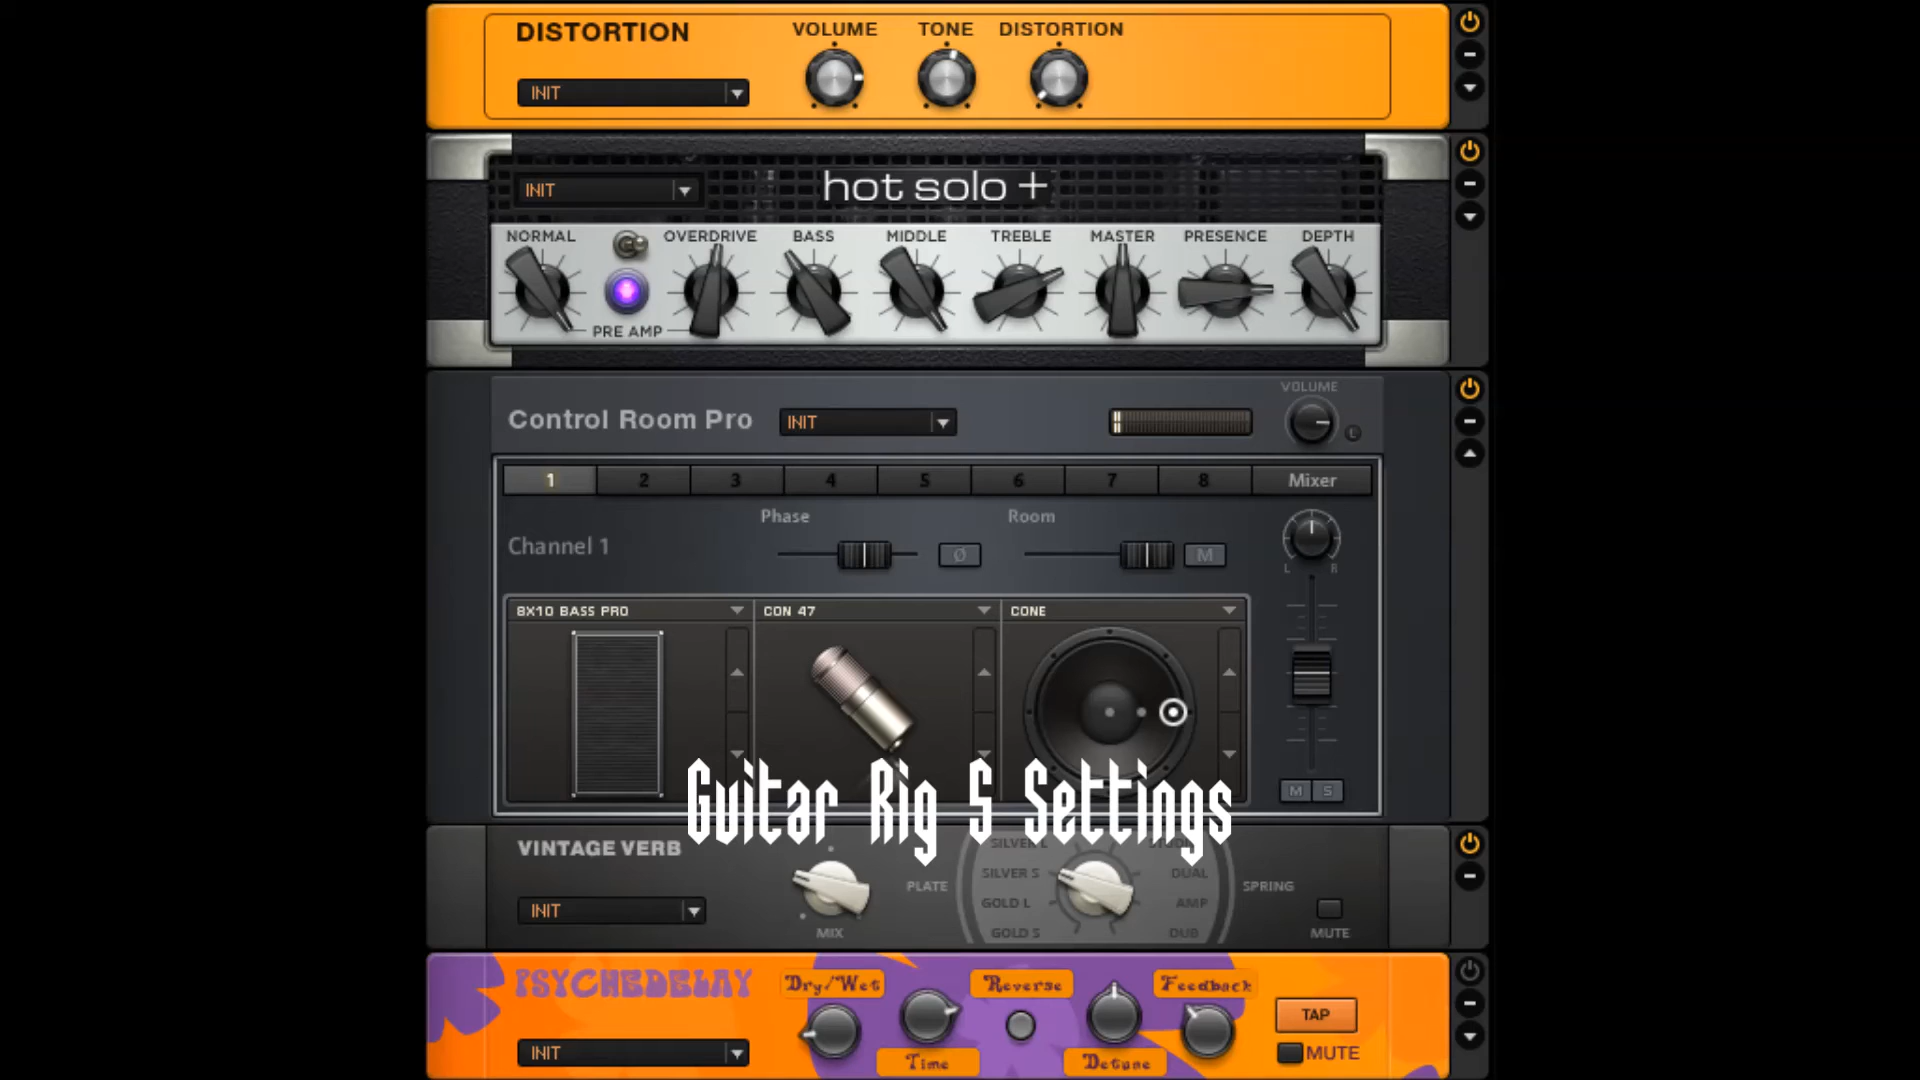 DISTORTION
VOLUME TONE DISTORTION
INIT
INIT
hot solo +
NORMAL OVERDRIVE BASS MIDDLE TREBLE MASTER PRESENCE DEPTH
PRE AMP
VOLUME
Control Room Pro INIT
L
1 2 3 4 5 6 7 8 Mixer
Phase Room
Channel 1
Ø M
L R
8X10 BASS PRO CON 47 CONE
M S
Guitar Rig 5 Settings
VINTAGE VERB
SILVER L STUDIO
SILVER S DUAL
PLATE SPRING
INIT
GOLD L AMP
MIX GOLD S DUB MUTE
PSYCHEDELAY
Dry/Wet Reverse Feedback
TAP
INIT
Time Detune
MUTE